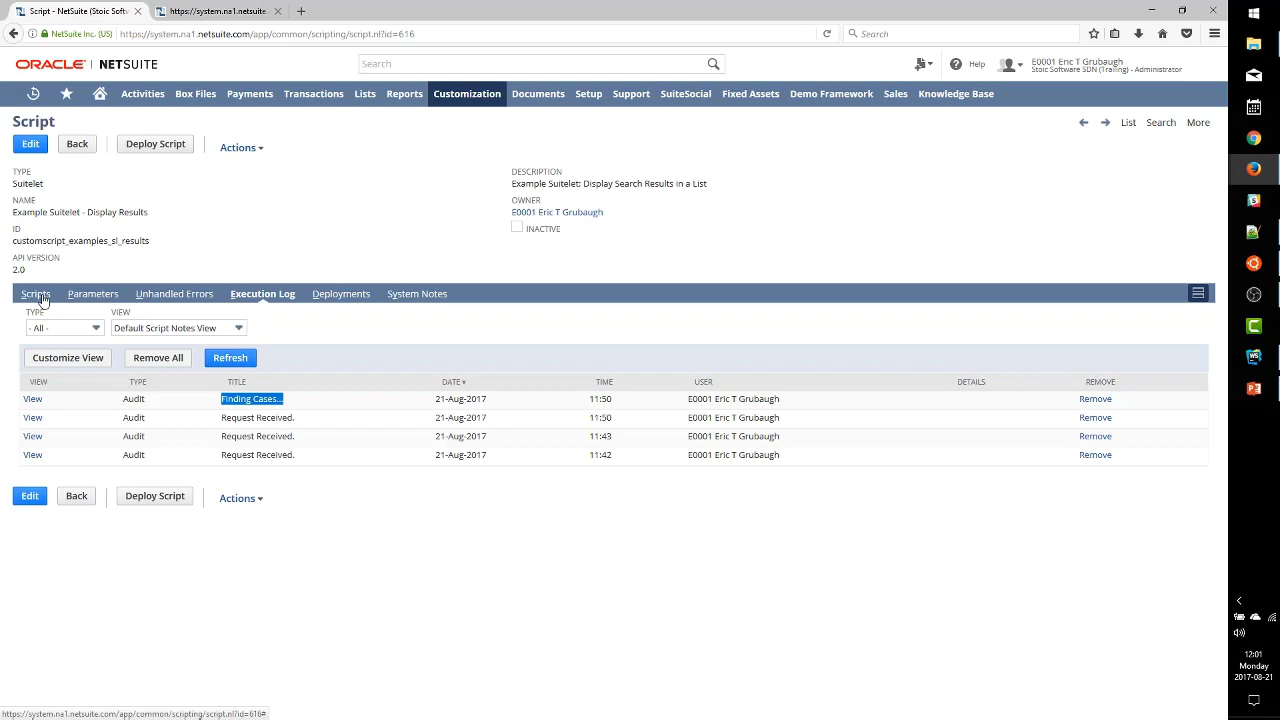 Script - NetSuite (Stoic Softw
https://system.na1.netsuite.
NetSuite Inc. (US)
https://system.na1.netsuite.com/app/common/scripting/script.nl?id=616
Search
ORACLE | NETSUITE
Search
Help
E0001 Eric T Grubaugh
Stoic Software SDN (Trailing) - Administrator
Activities Box Files Payments Transactions Lists Reports Customization Documents Setup Support SuiteSocial Fixed Assets Demo Framework Sales Knowledge Base
Script
List Search More
Edit Back Deploy Script Actions
TYPE
Suitelet
NAME
Example Suitelet - Display Results
ID
customscript_examples_sl_results
API VERSION
2.0
DESCRIPTION
Example Suitelet: Display Search Results in a List
OWNER
E0001 Eric T Grubaugh
INACTIVE
Scripts Parameters Unhandled Errors Execution Log Deployments System Notes
TYPE VIEW
- All - Default Script Notes View
Customize View Remove All Refresh
VIEW TYPE TITLE DATE TIME USER DETAILS REMOVE
View Audit Finding Cases... 21-Aug-2017 11:50 E0001 Eric T Grubaugh Remove
View Audit Request Received. 21-Aug-2017 11:50 E0001 Eric T Grubaugh Remove
View Audit Request Received. 21-Aug-2017 11:43 E0001 Eric T Grubaugh Remove
View Audit Request Received. 21-Aug-2017 11:42 E0001 Eric T Grubaugh Remove
Edit Back Deploy Script Actions
https://system.na1.netsuite.com/app/common/scripting/script.nl?id=616#
12:01
Monday
2017-08-21